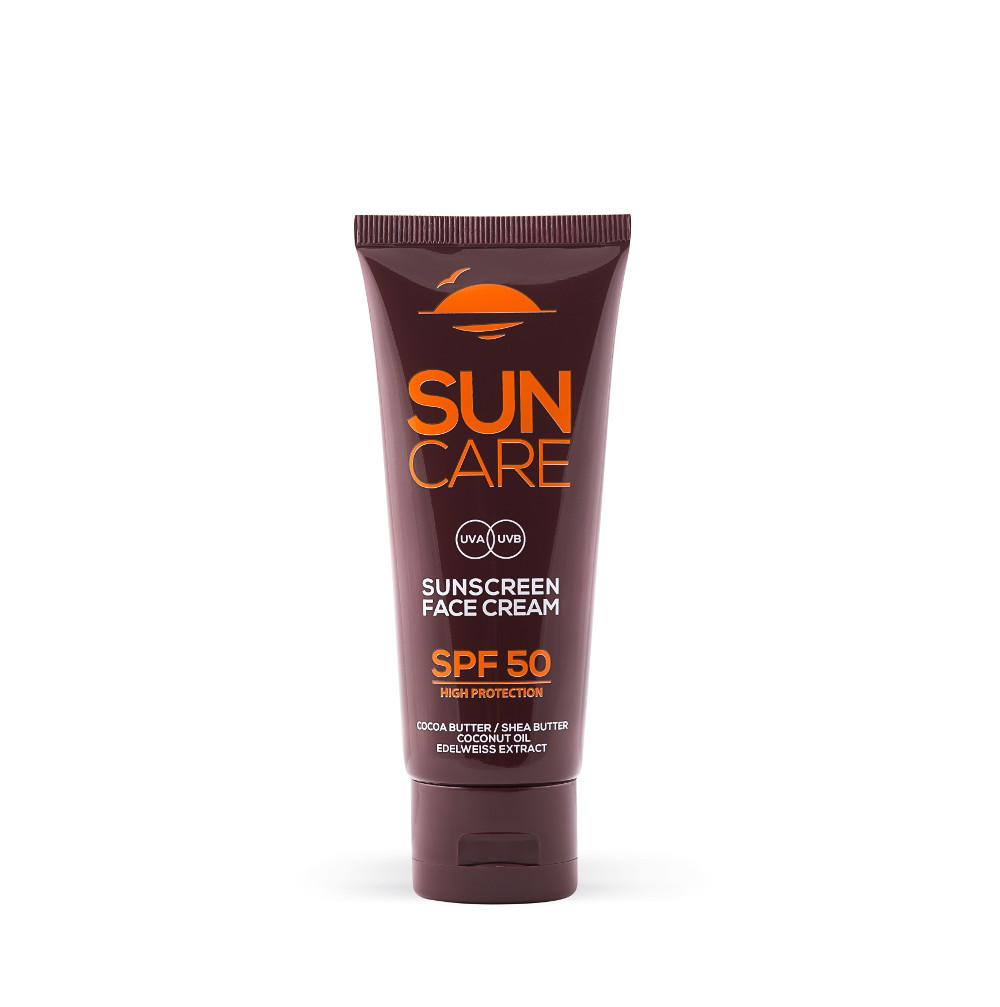 SUN
CARE
UVA UVB
SUNSCREEN
FACE CREAM
SPF 50
HIGH PROTECTION
COCOA BUTTER / SHEA BUTTER
COCONUT OIL
EDELWEISS EXTRACT